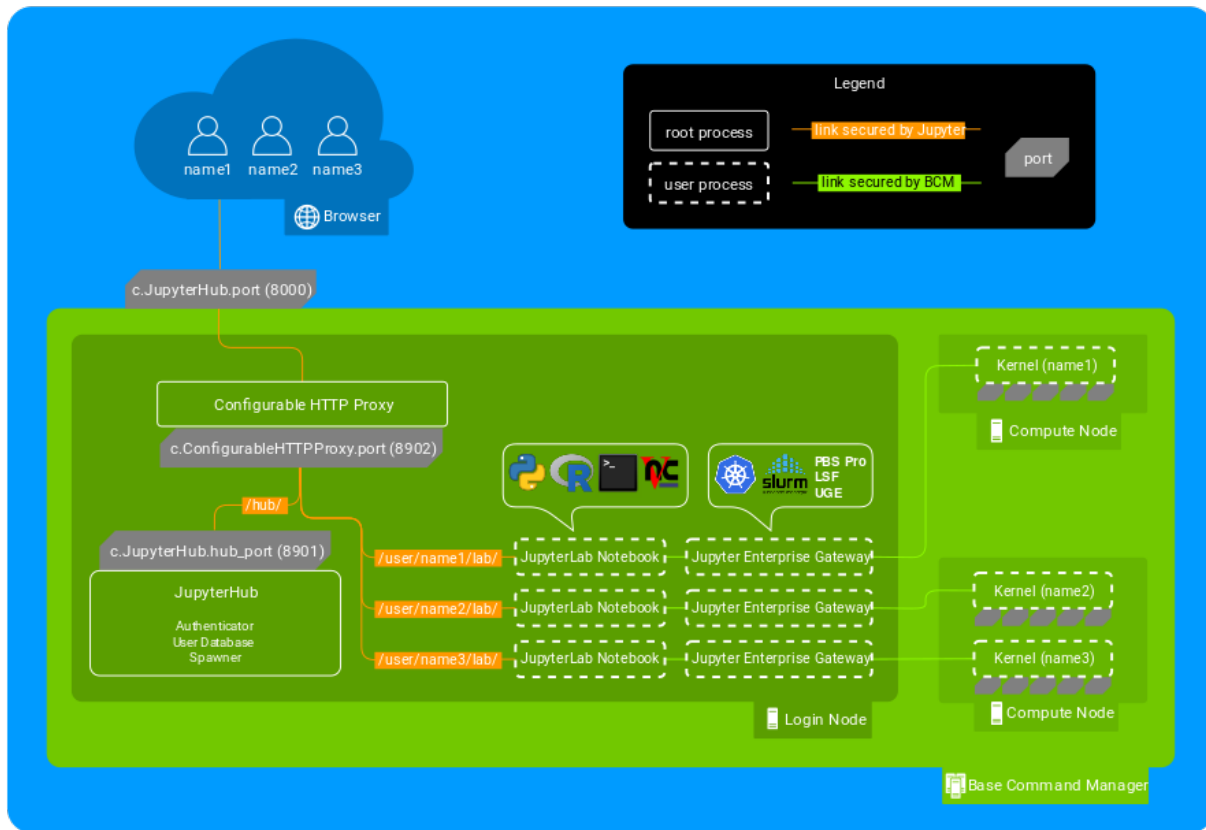 name1
name2
name3
Browser
Legend
root process
link secured by Jupyter
user process
link secured by BCM
port
c.JupyterHub.port (8000)
Configurable HTTP Proxy
c.ConfigurableHTTPProxy.port (8902)
/hub/
c.JupyterHub.hub_port (8901)
JupyterHub
Authenticator
User Database
Spawner
>_
slurm
PBS Pro
LSF
UGE
/user/name1/lab/
JupyterLab Notebook
Jupyter Enterprise Gateway
/user/name2/lab/
JupyterLab Notebook
Jupyter Enterprise Gateway
/user/name3/lab/
JupyterLab Notebook
Jupyter Enterprise Gateway
Login Node
Kernel (name1)
Compute Node
Kernel (name2)
Kernel (name3)
Compute Node
Base Command Manager